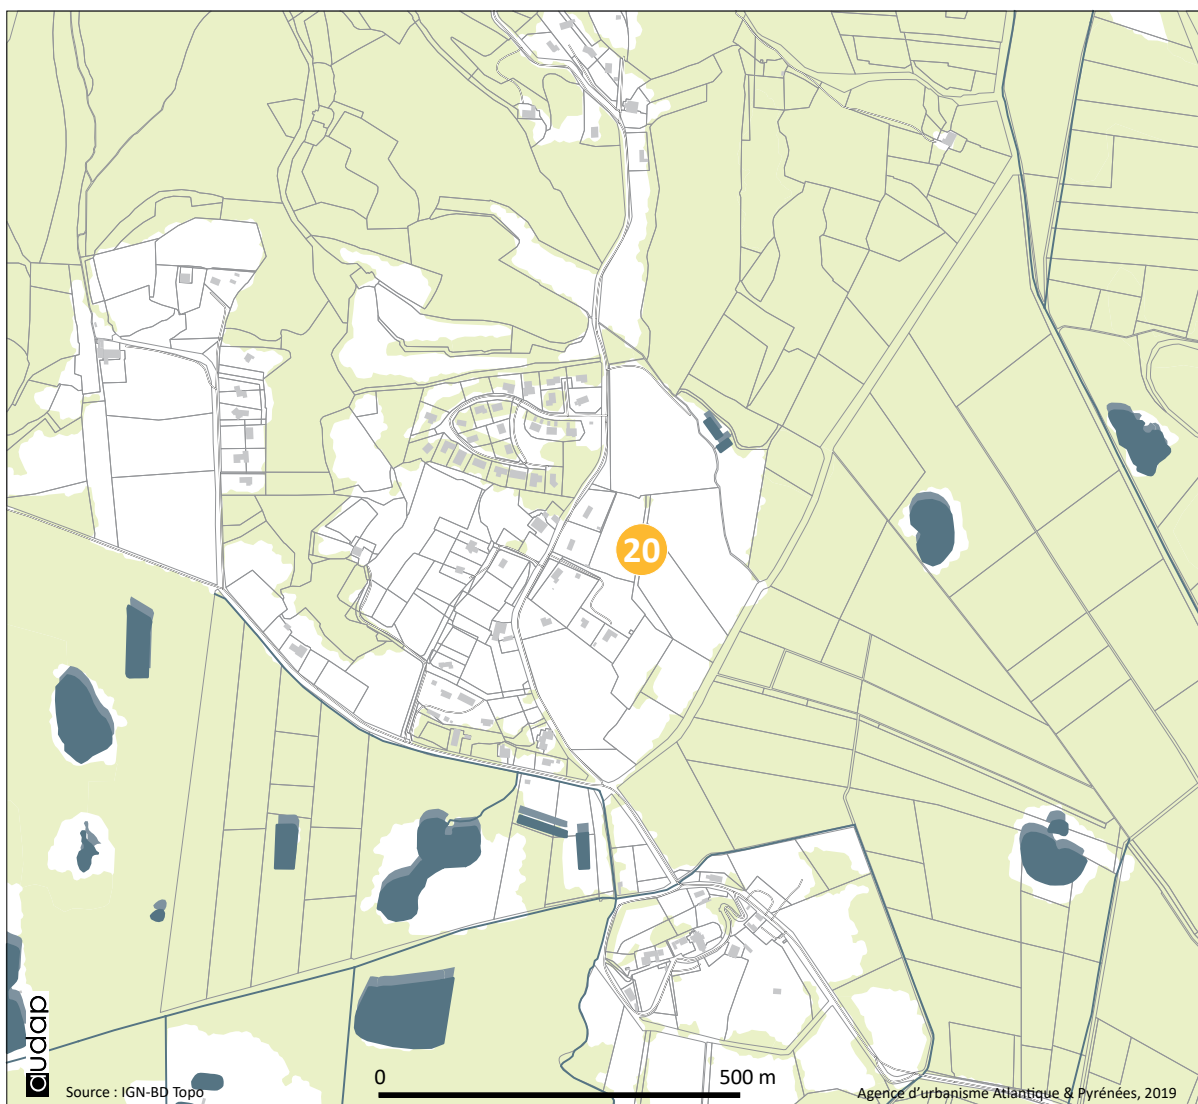 20
audap
Source : IGN-BD Topo
0
500 m
Agence d'urbanisme Atlantique & Pyrénées, 2019